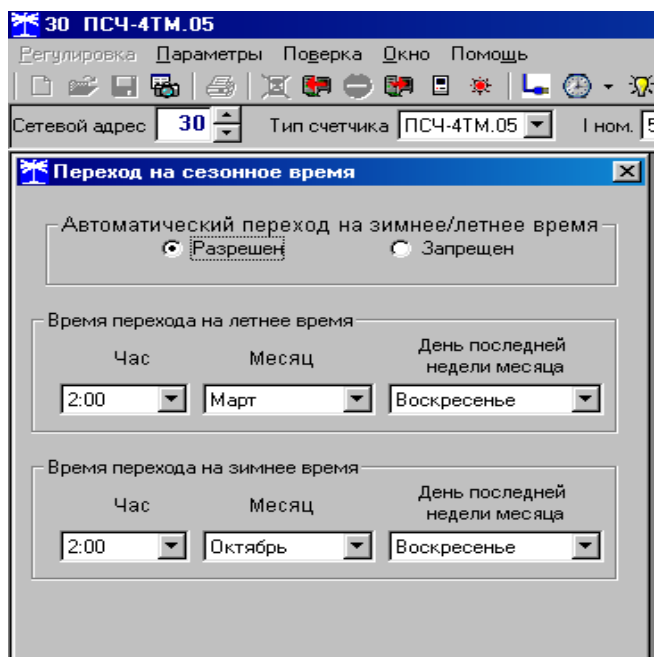 30 ПСЧ-4ТМ.05
Регулировка Параметры Поверка Окно Помощь
Сетевой адрес 30 Тип счетчика ПСЧ-4ТМ.05 I ном. 5
Переход на сезонное время
Автоматический переход на зимнее/летнее время
Разрешен Запрещен
Время перехода на летнее время
Час Месяц День последней
недели месяца
2:00 Март Воскресенье
Время перехода на зимнее время
Час Месяц День последней
недели месяца
2:00 Октябрь Воскресенье